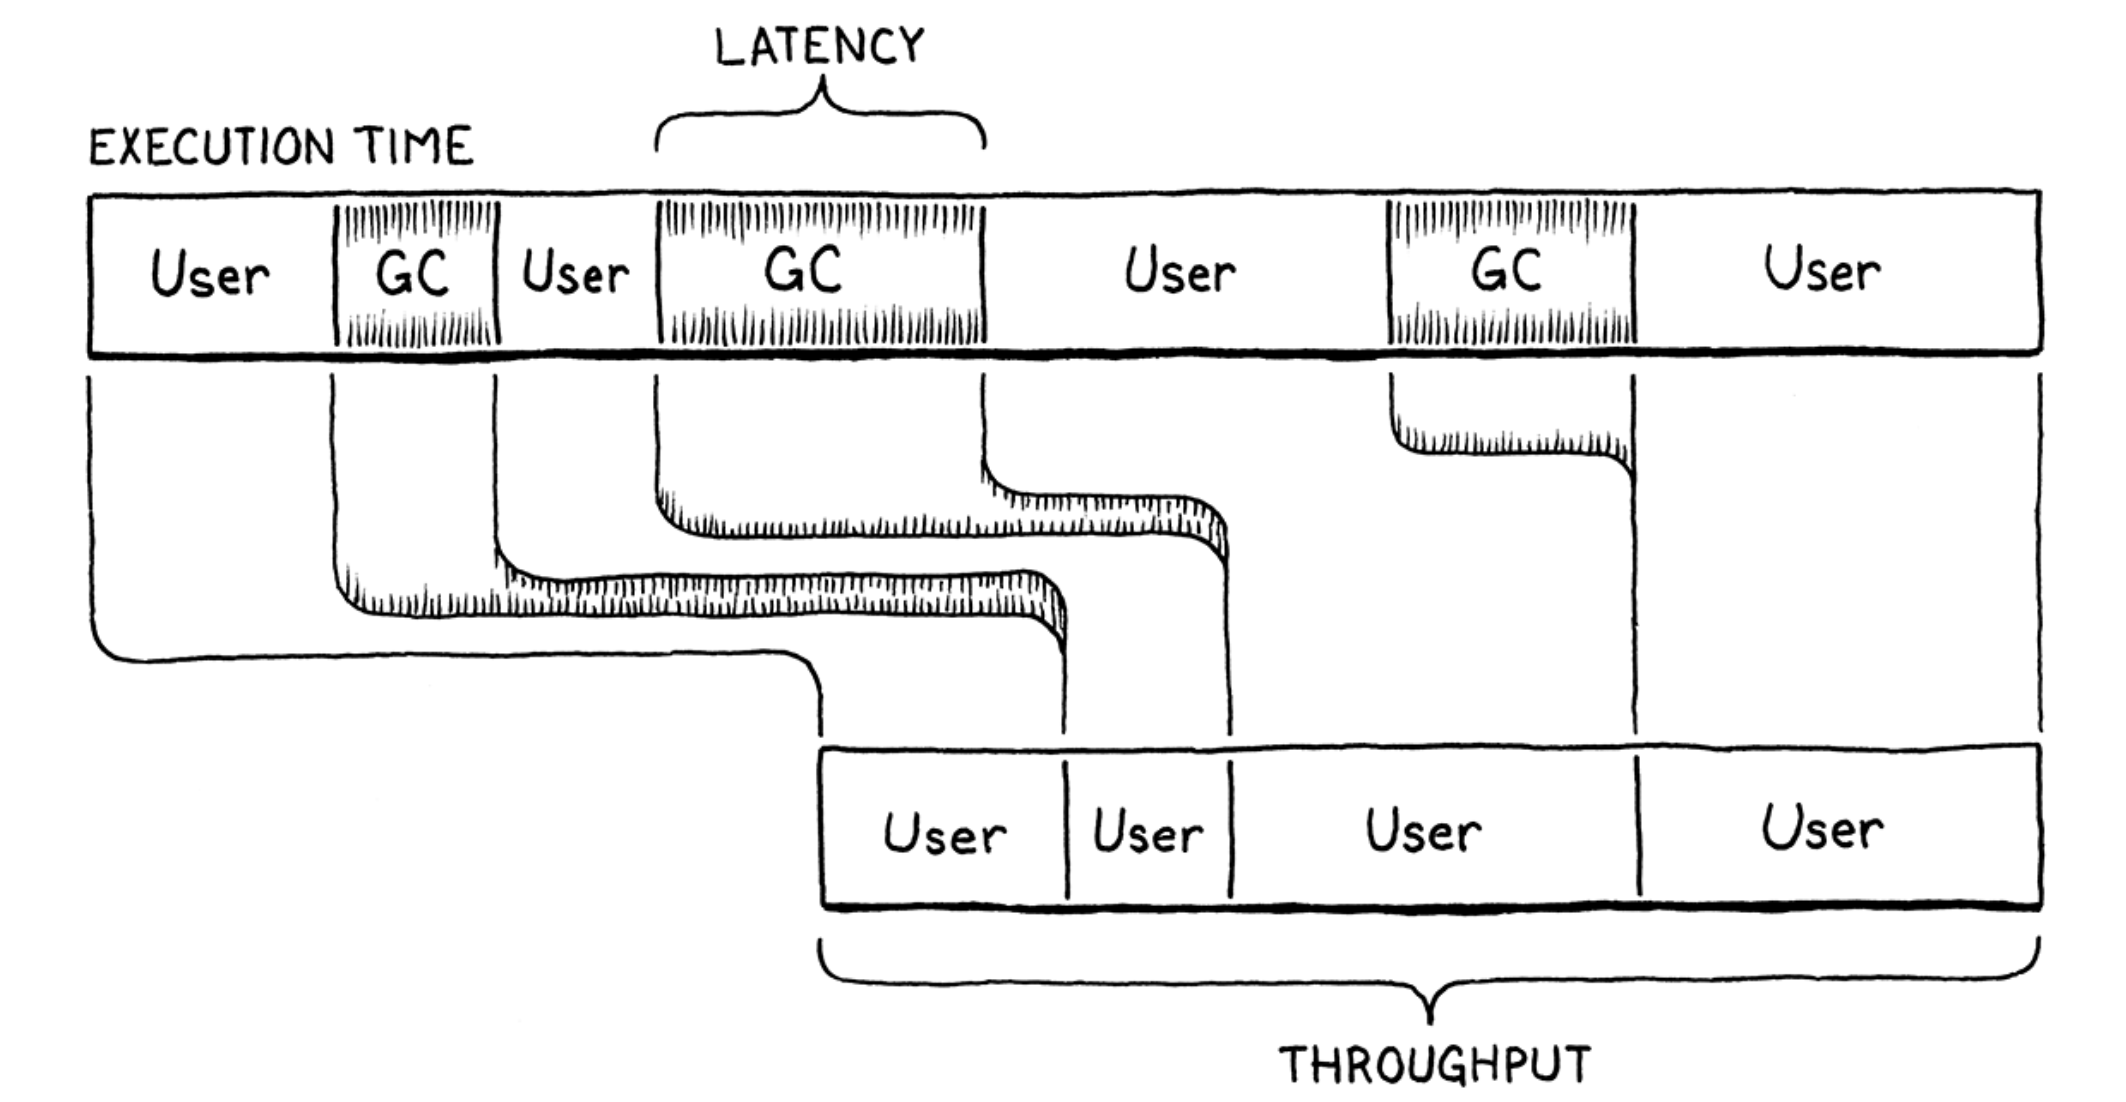 LATENCY
EXECUTION TIME
User GC User GC User GC User
User User User User
THROUGHPUT